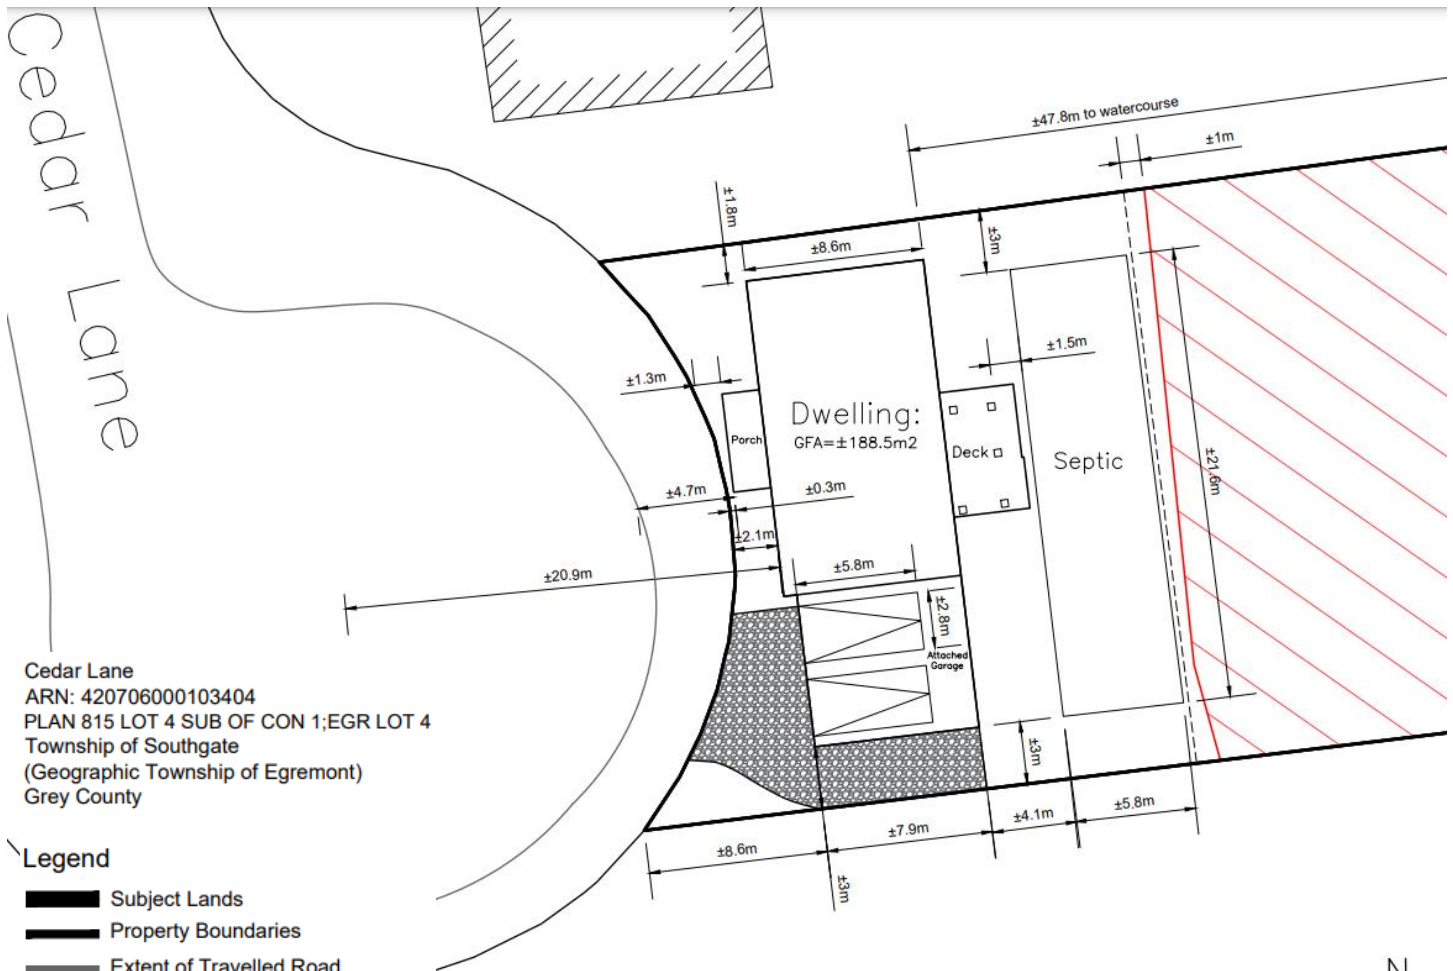 Cedar Lane
±47.8m to watercourse
±1m
±1.8m
±8.6m
±3m
±1.5m
±1.3m
Dwelling:
GFA=±188.5m2
Porch
Deck
Septic
±21.6m
±4.7m
±0.3m
±2.1m
±5.8m
±20.9m
±2.8m
Attached
Garage
±3m
±5.8m
±4.1m
±7.9m
±8.6m
±3m
Cedar Lane
ARN: 420706000103404
PLAN 815 LOT 4 SUB OF CON 1;EGR LOT 4
Township of Southgate
(Geographic Township of Egremont)
Grey County
Legend
Subject Lands
Property Boundaries
Extent of Travelled Road
N